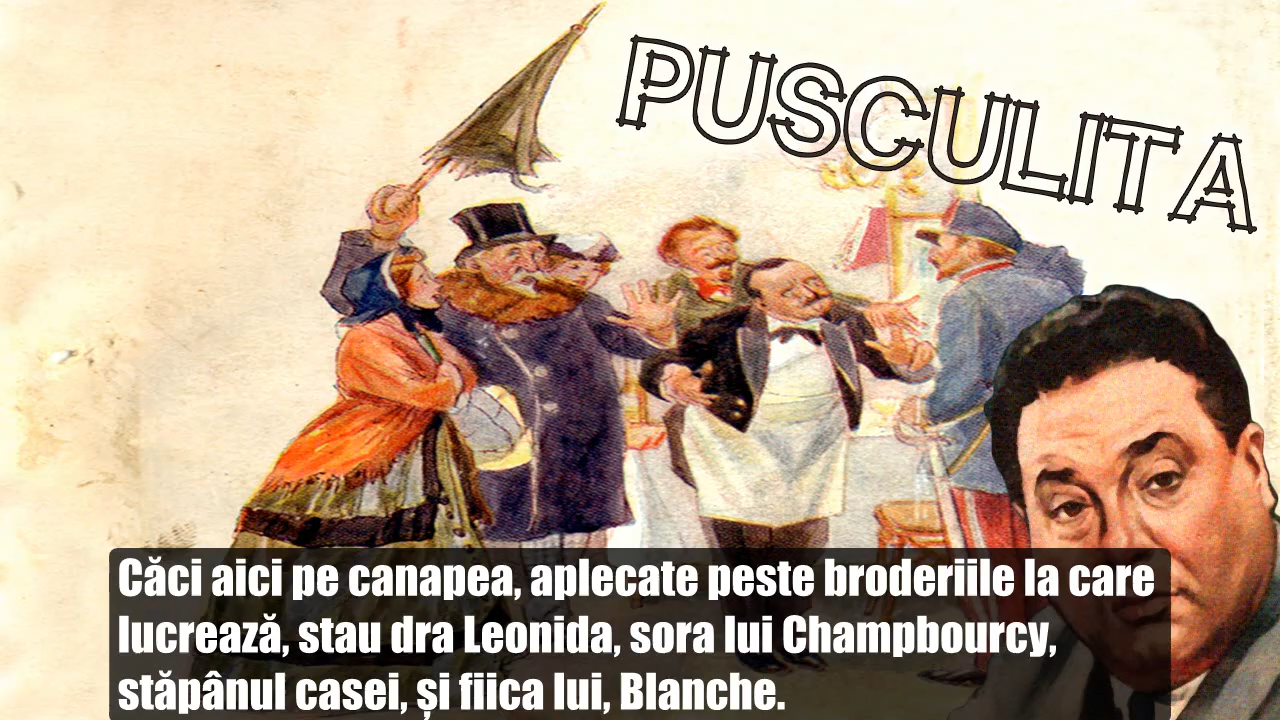 PUSCULITA
Căci aici pe canapea, aplecate peste broderiile la care
lucrează, stau dra Leonida, sora lui Champbourcy,
stăpânul casei, și fiica lui, Blanche.